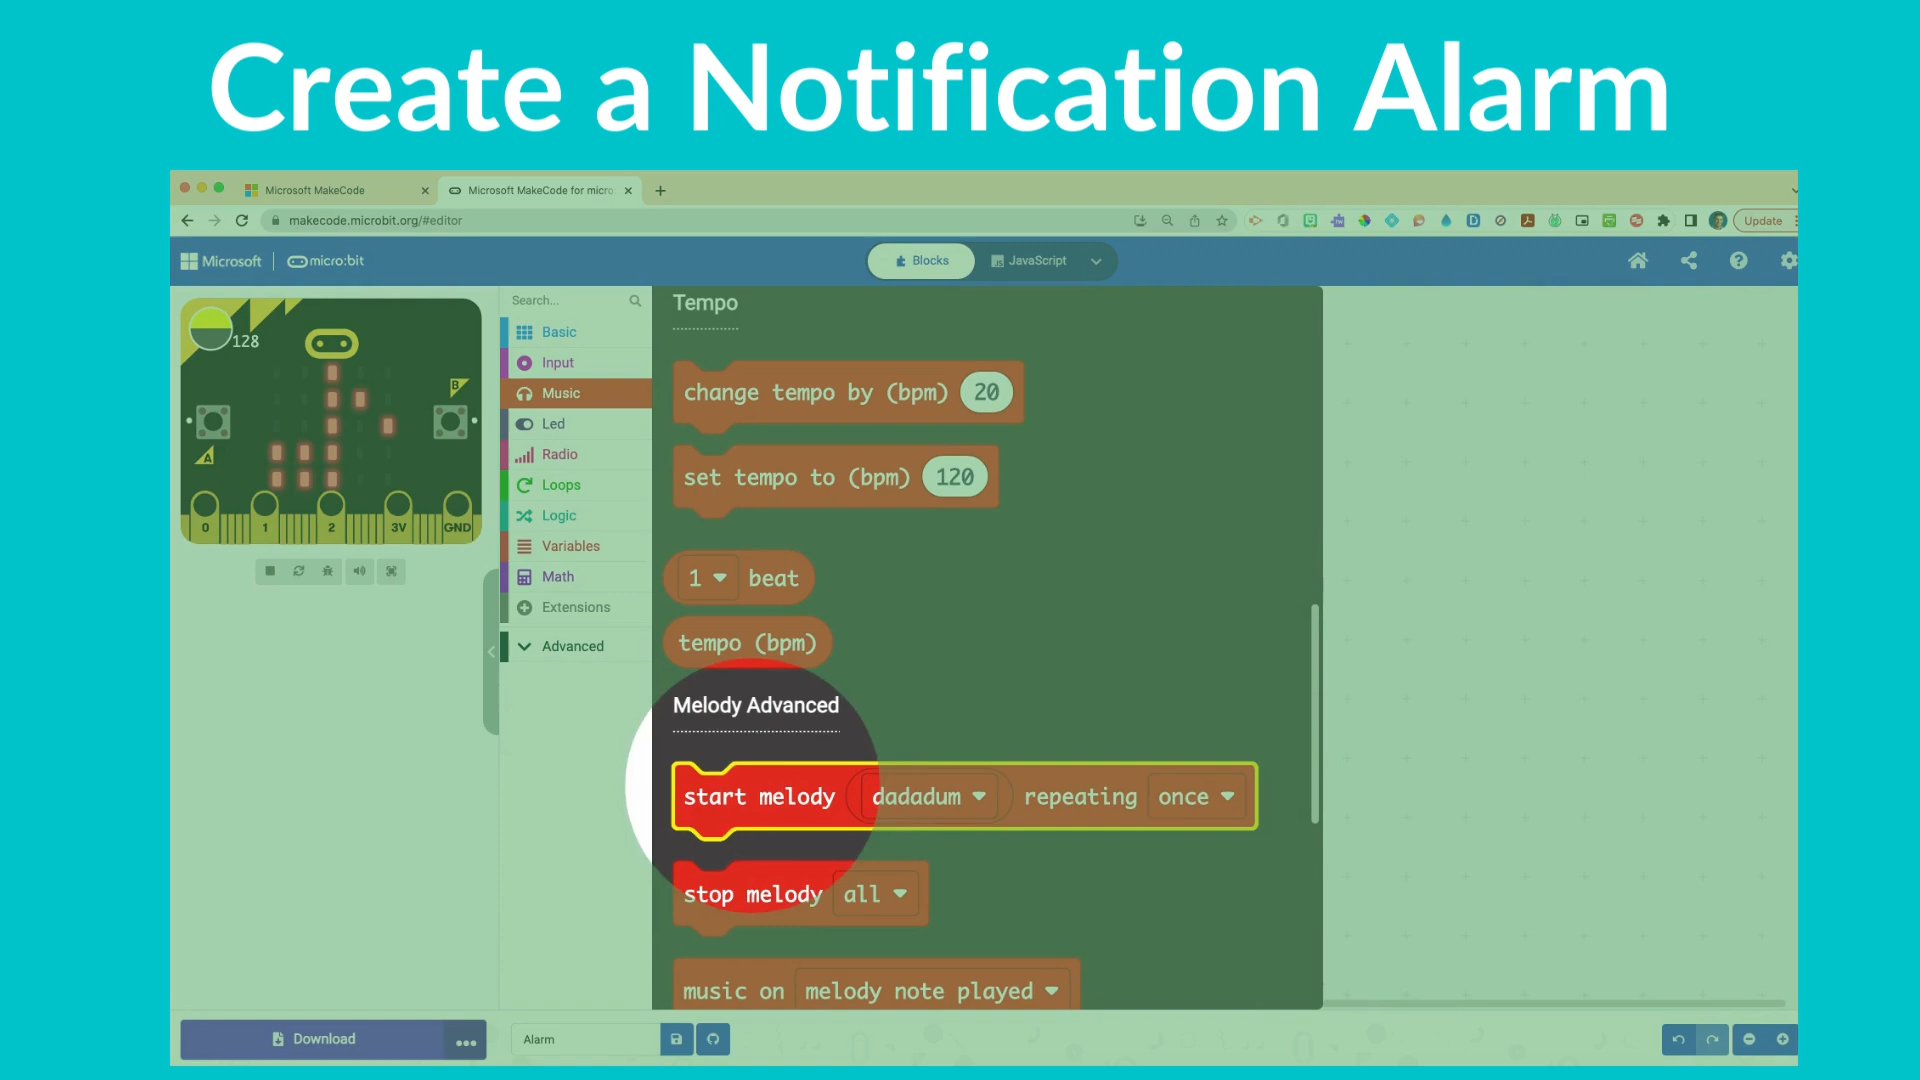 Create a Notification Alarm
Microsoft MakeCode
Microsoft MakeCode for micro:
makecode.microbit.org/#editor
Update
Microsoft
micro:bit
Blocks
JS
JavaScript
128
B
A
0
1
2
3V
GND
Search...
Basic
Input
Music
Led
Radio
Loops
Logic
Variables
Math
Extensions
Advanced
Tempo
change tempo by (bpm) 20
set tempo to (bpm) 120
1 beat
tempo (bpm)
Melody Advanced
start melody dadadum repeating once
stop melody all
music on melody note played
Download
Alarm